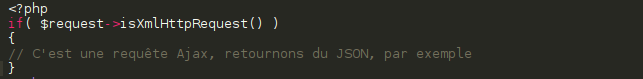 <?php
if( $request->isXmlHttpRequest() )
{
// C'est une requête Ajax, retournons du JSON, par exemple
}